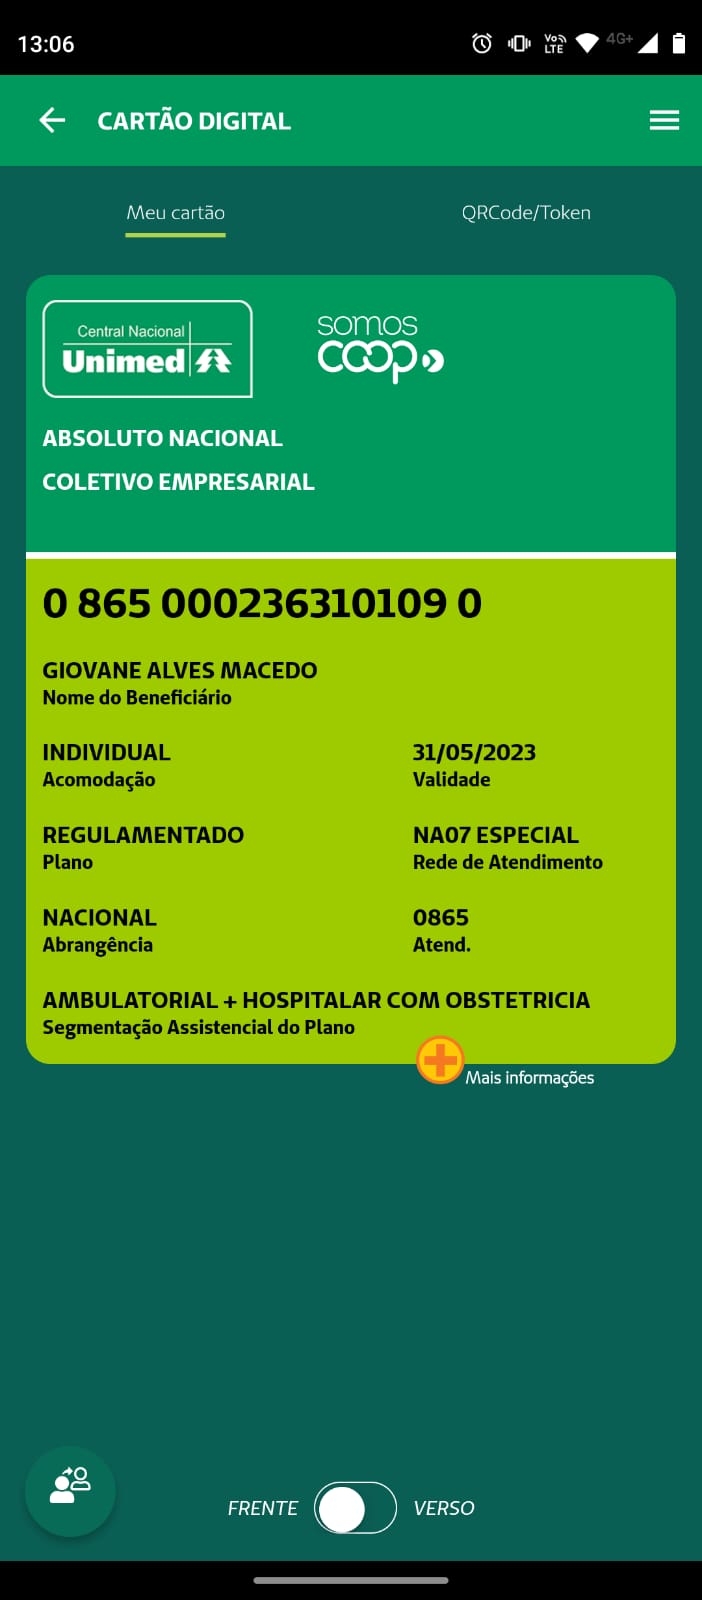 13:06
Vo LTE 4G+
CARTÃO DIGITAL
Meu cartão QRCode/Token
Central Nacional
Unimed
somos
coop
ABSOLUTO NACIONAL
COLETIVO EMPRESARIAL
0 865 000236310109 0
GIOVANE ALVES MACEDO
Nome do Beneficiário
INDIVIDUAL 31/05/2023
Acomodação Validade
REGULAMENTADO NA07 ESPECIAL
Plano Rede de Atendimento
NACIONAL 0865
Abrangência Atend.
AMBULATORIAL + HOSPITALAR COM OBSTETRICIA
Segmentação Assistencial do Plano
Mais informações
FRENTE VERSO